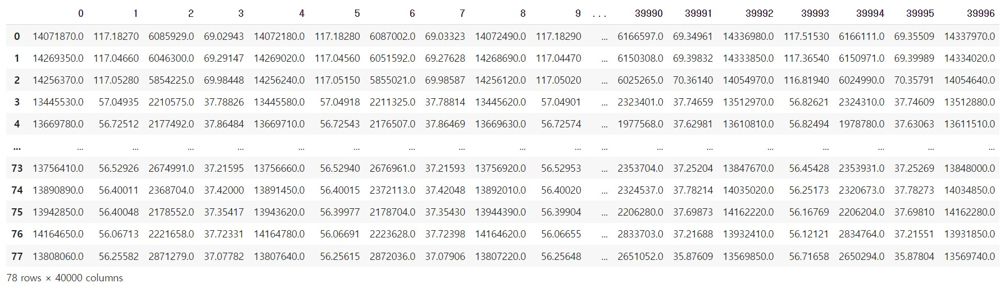 0 1 2 3 4 5 6 7 8 9 ... 39990 39991 39992 39993 39994 39995 39996
0 14071870.0 117.18270 6085929.0 69.02943 14072180.0 117.18280 6087002.0 69.03323 14072490.0 117.18290 ... 6166597.0 69.34961 14336980.0 117.51530 6166111.0 69.35509 14337970.0
1 14269350.0 117.04660 6046300.0 69.29147 14269020.0 117.04560 6051592.0 69.27628 14268690.0 117.04470 ... 6150308.0 69.39832 14333850.0 117.36540 6150971.0 69.39989 14334020.0
2 14256370.0 117.05280 5854225.0 69.98448 14256240.0 117.05150 5855021.0 69.98587 14256120.0 117.05020 ... 6025265.0 70.36140 14054970.0 116.81940 6024990.0 70.35791 14054640.0
3 13445530.0 57.04935 2210575.0 37.78826 13445580.0 57.04918 2211325.0 37.78814 13445620.0 57.04901 ... 2323401.0 37.74659 13512970.0 56.82621 2324310.0 37.74609 13512880.0
4 13669780.0 56.72512 2177492.0 37.86484 13669710.0 56.72543 2176507.0 37.86469 13669630.0 56.72574 ... 1977568.0 37.62981 13610810.0 56.82494 1978780.0 37.63063 13611510.0
... ... ... ... ... ... ... ... ... ... ... ... ... ... ... ... ... ... ...
73 13756410.0 56.52926 2674991.0 37.21595 13756660.0 56.52940 2676961.0 37.21593 13756920.0 56.52953 ... 2353704.0 37.25204 13847670.0 56.45428 2353931.0 37.25269 13848000.0
74 13890890.0 56.40011 2368704.0 37.42000 13891450.0 56.40015 2372113.0 37.42048 13892010.0 56.40020 ... 2324537.0 37.78214 14035020.0 56.25173 2320673.0 37.78273 14034850.0
75 13942850.0 56.40048 2178552.0 37.35417 13943620.0 56.39977 2178704.0 37.35430 13944390.0 56.39904 ... 2206280.0 37.69873 14162220.0 56.16769 2206204.0 37.69810 14162280.0
76 14164650.0 56.06713 2221658.0 37.72331 14164780.0 56.06691 2223628.0 37.72398 14164620.0 56.06655 ... 2833703.0 37.21688 13932410.0 56.12121 2834764.0 37.21551 13931850.0
77 13808060.0 56.25582 2871279.0 37.07782 13807640.0 56.25615 2872036.0 37.07906 13807220.0 56.25648 ... 2651052.0 35.87609 13569850.0 56.71658 2650294.0 35.87804 13569740.0
78 rows × 40000 columns